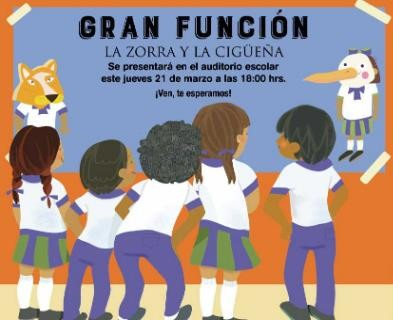 GRAN FUNCIÓN
LA ZORRA Y LA CIGÜEÑA
Se presentará en el auditorio escolar
este jueves 21 de marzo a las 18:00 hrs.
¡Ven, te esperamos!